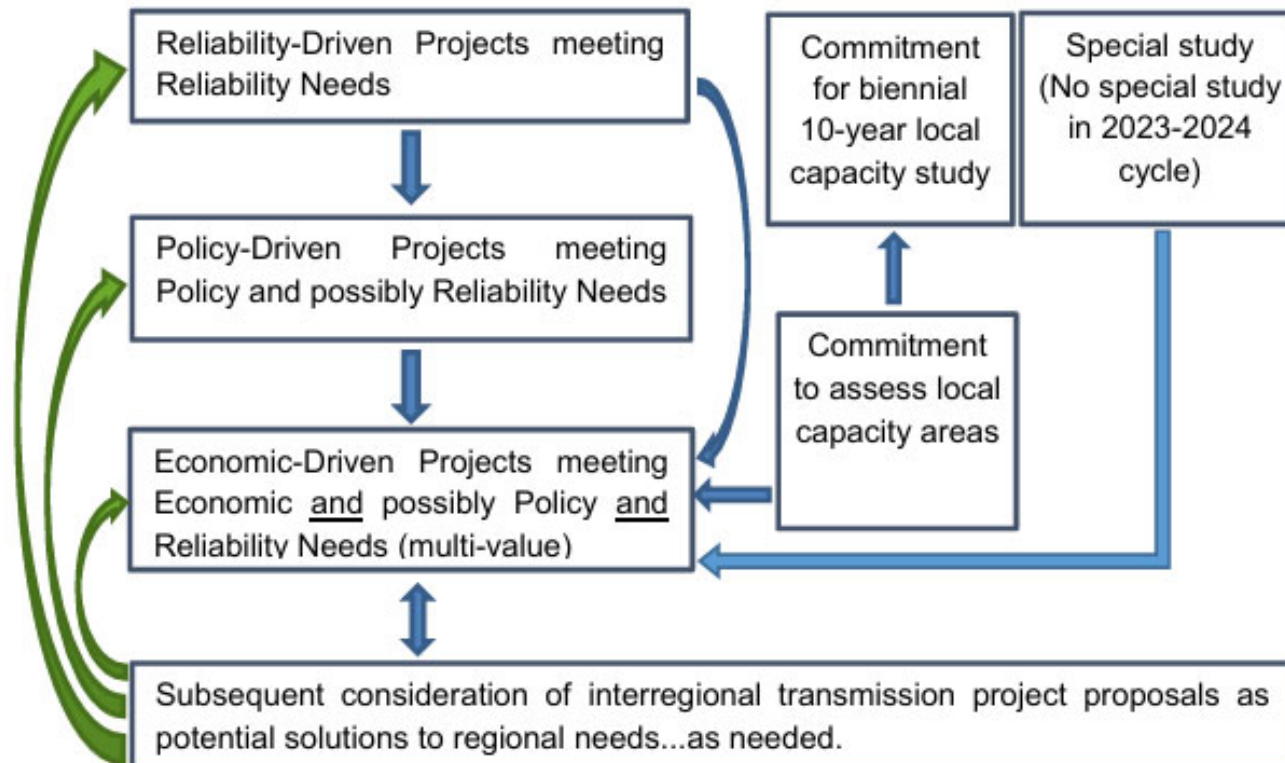 Reliability-Driven Projects meeting
Reliability Needs
Policy-Driven Projects meeting
Policy and possibly Reliability Needs
Economic-Driven Projects meeting
Economic and possibly Policy and
Reliability Needs (multi-value)
Commitment
for biennial
10-year local
capacity study
Special study
(No special study
in 2023-2024
cycle)
Commitment
to assess local
capacity areas
Subsequent consideration of interregional transmission project proposals as
potential solutions to regional needs...as needed.